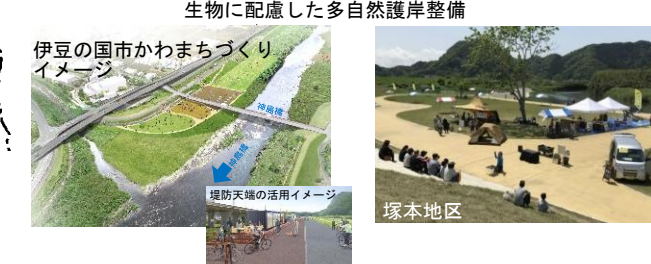 生物に配慮した多自然護岸整備
伊豆の国市かわまちづくり
イメージ
神島橋
堤防天端の活用イメージ
塚本地区